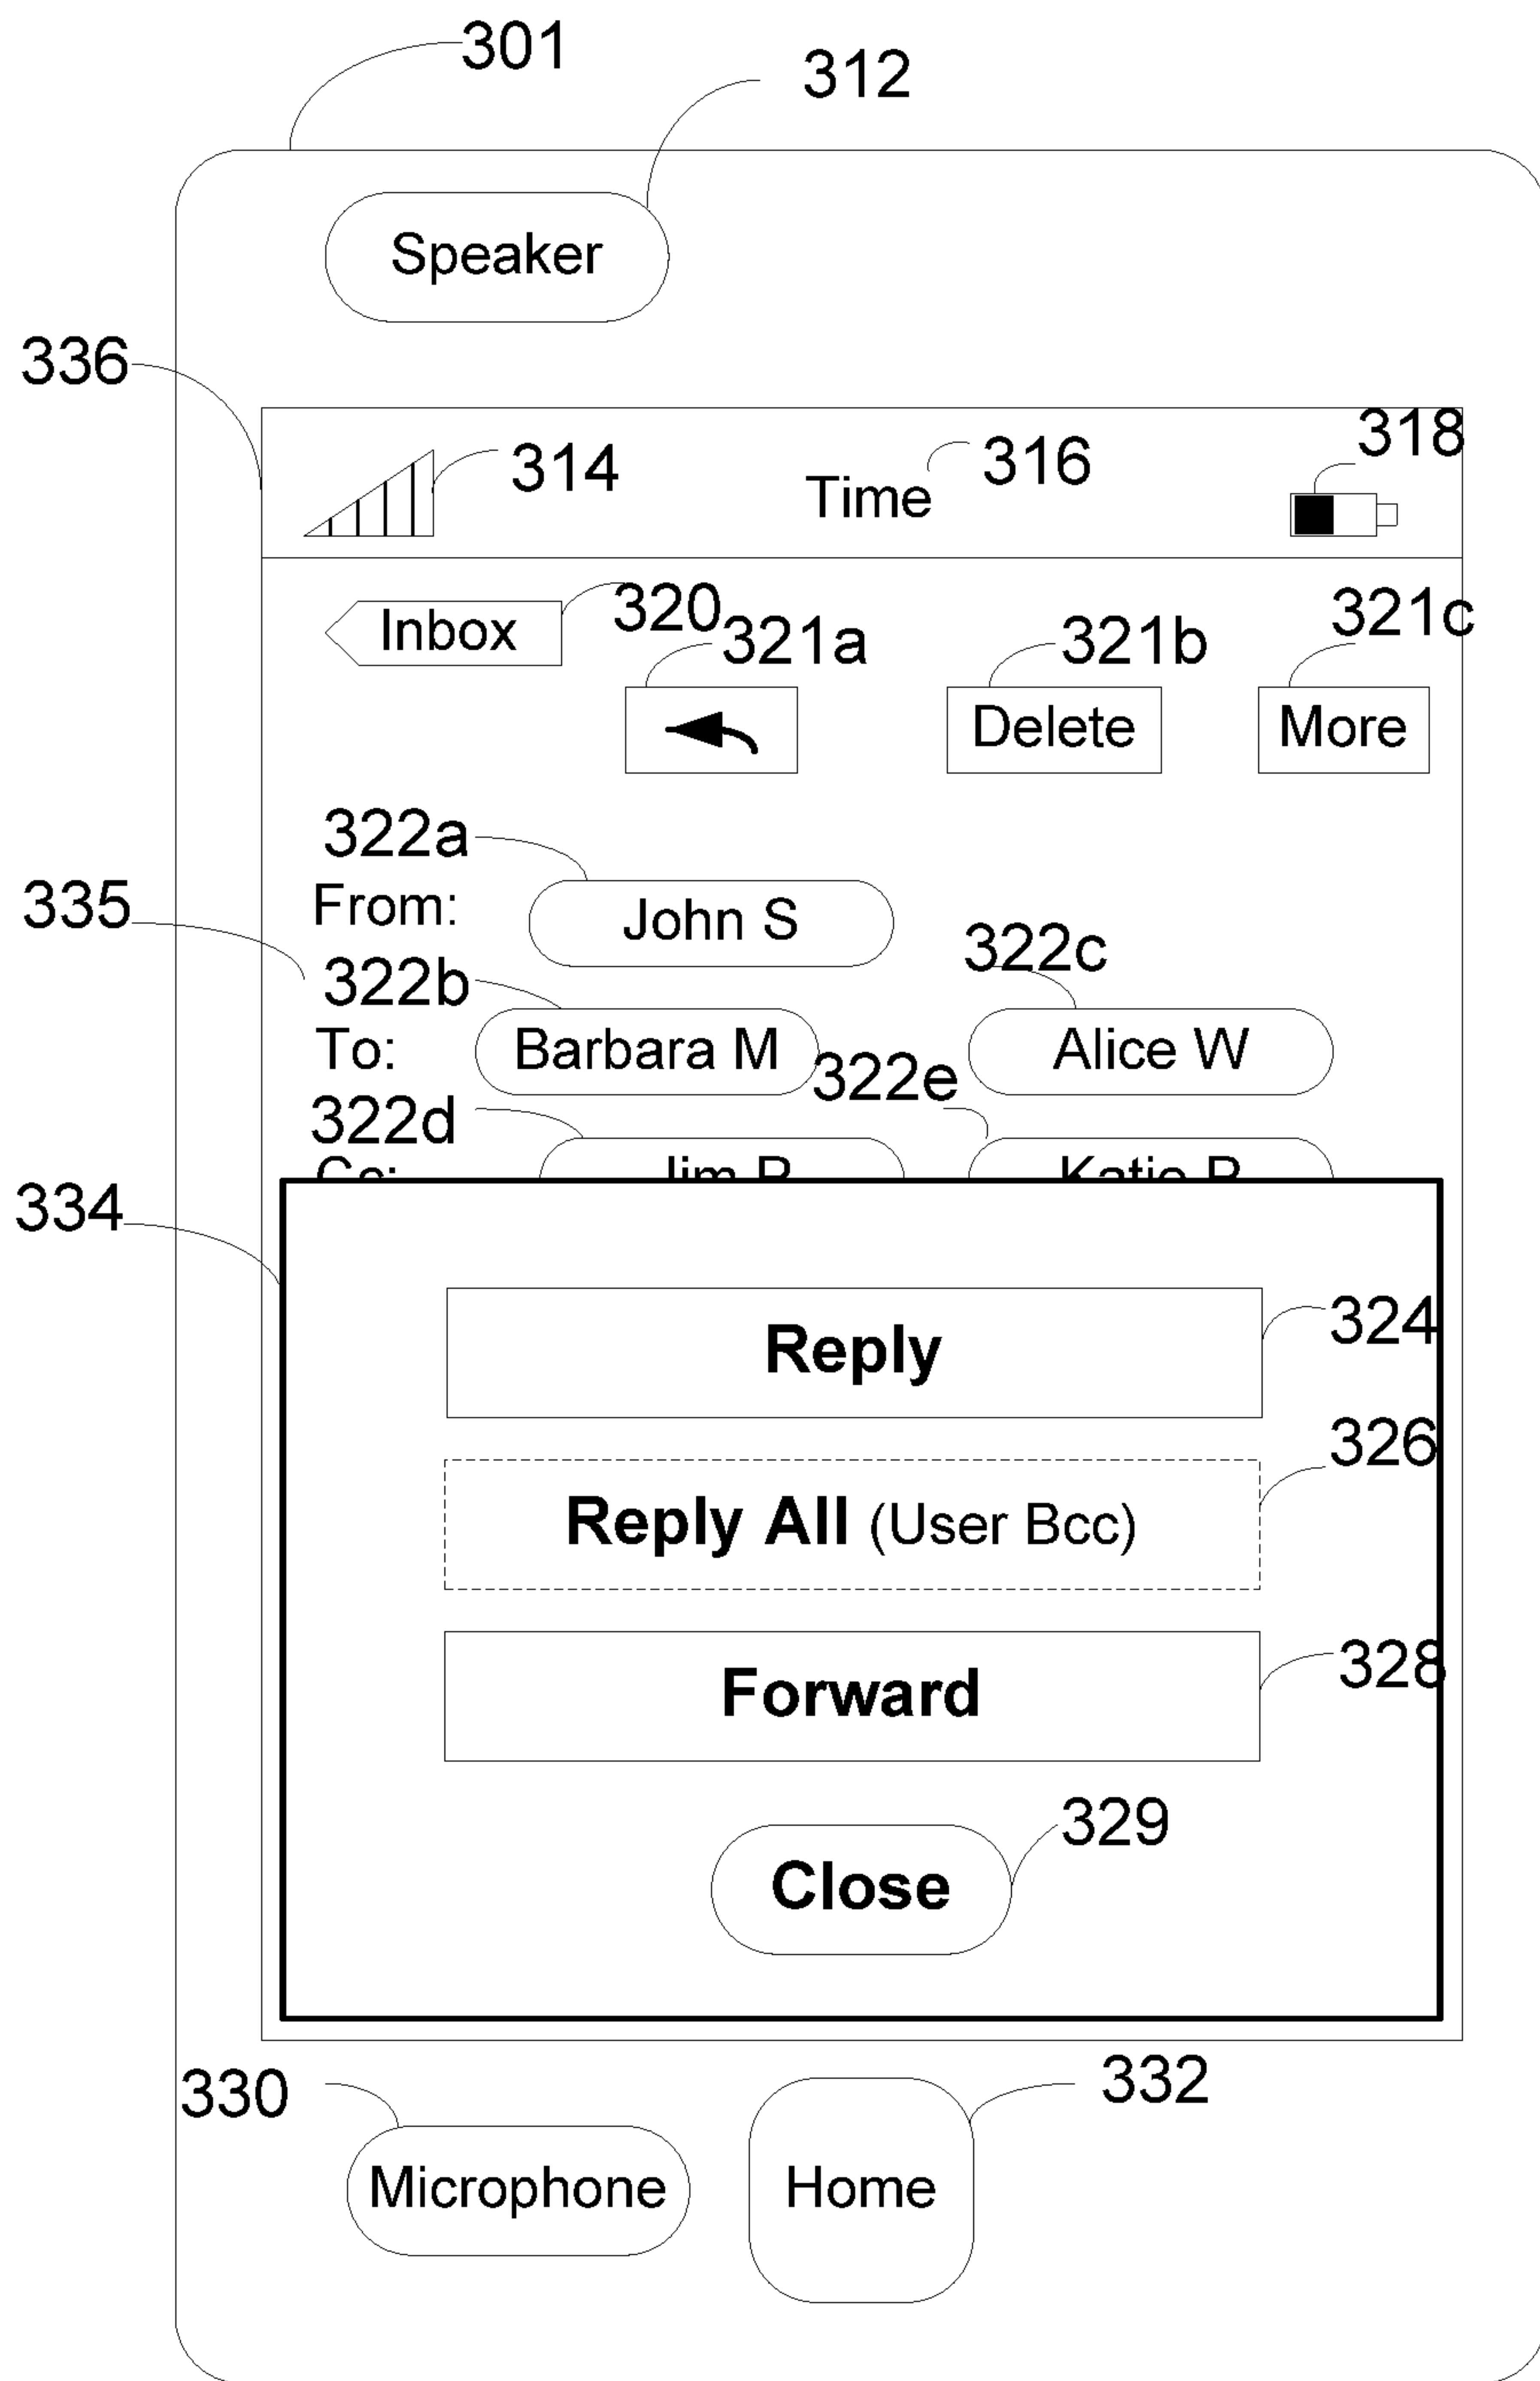 301
312
Speaker
336
314
Time
316
318
Inbox
320
321a
321b
321c
Delete
More
322a
From:
John S
335
322b
322c
To:
Barbara M
Alice W
322d
322e
Cc:
334
Reply
324
Reply All (User Bcc)
326
Forward
328
329
Close
330
332
Microphone
Home